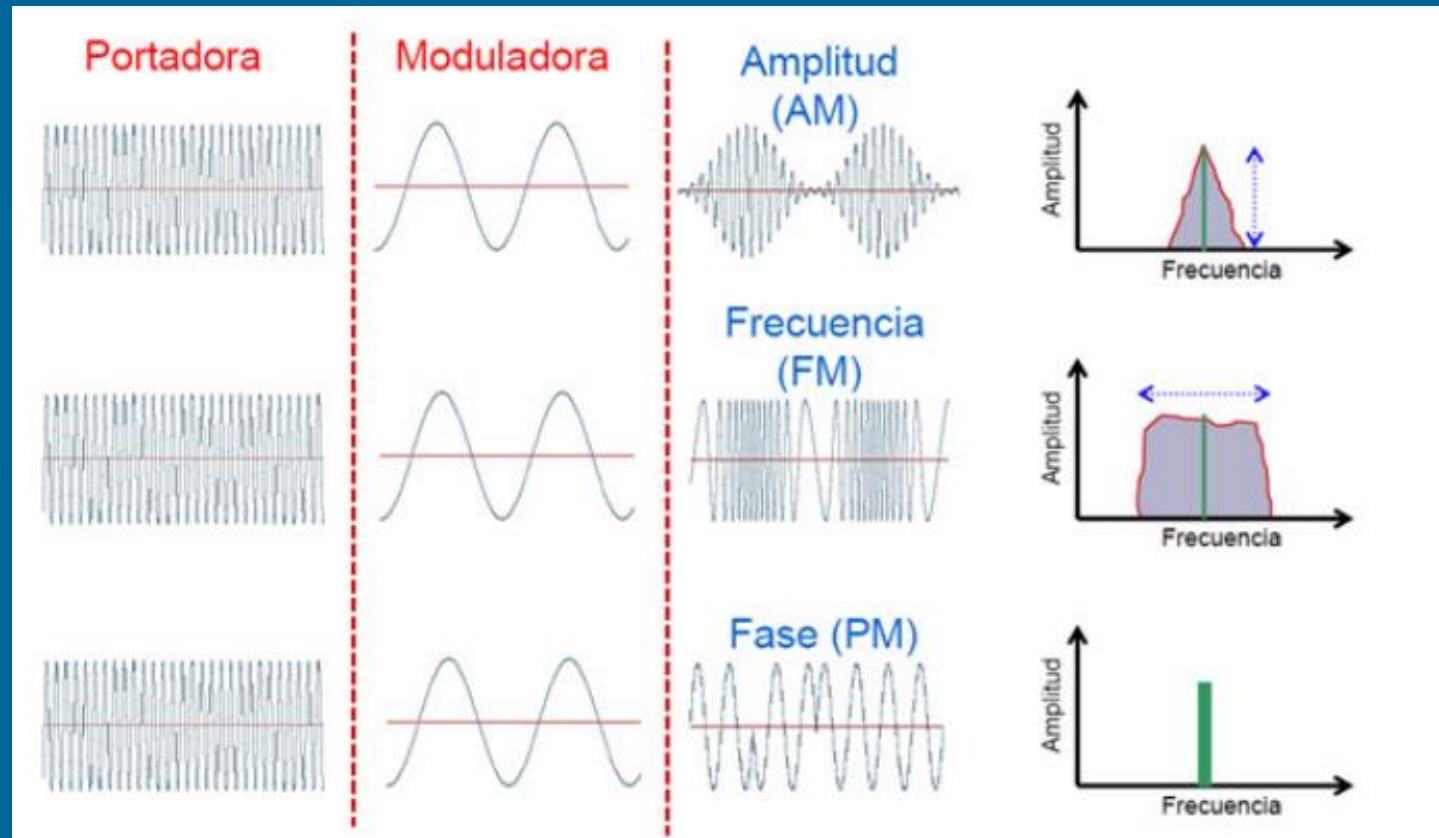 Portadora
Moduladora
Amplitud
(AM)
Amplitud
Frecuencia
Frecuencia
(FM)
Amplitud
Frecuencia
Fase (PM)
Amplitud
Frecuencia